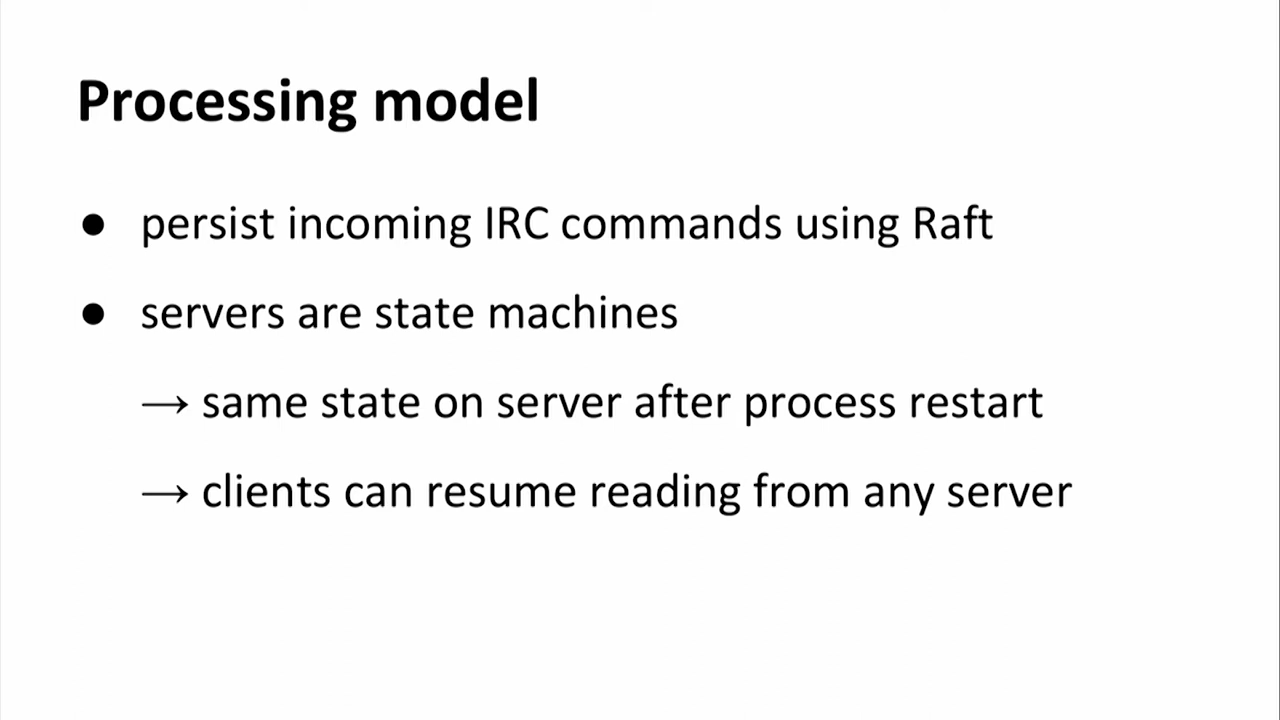 Processing model
● persist incoming IRC commands using Raft
● servers are state machines
→ same state on server after process restart
→ clients can resume reading from any server